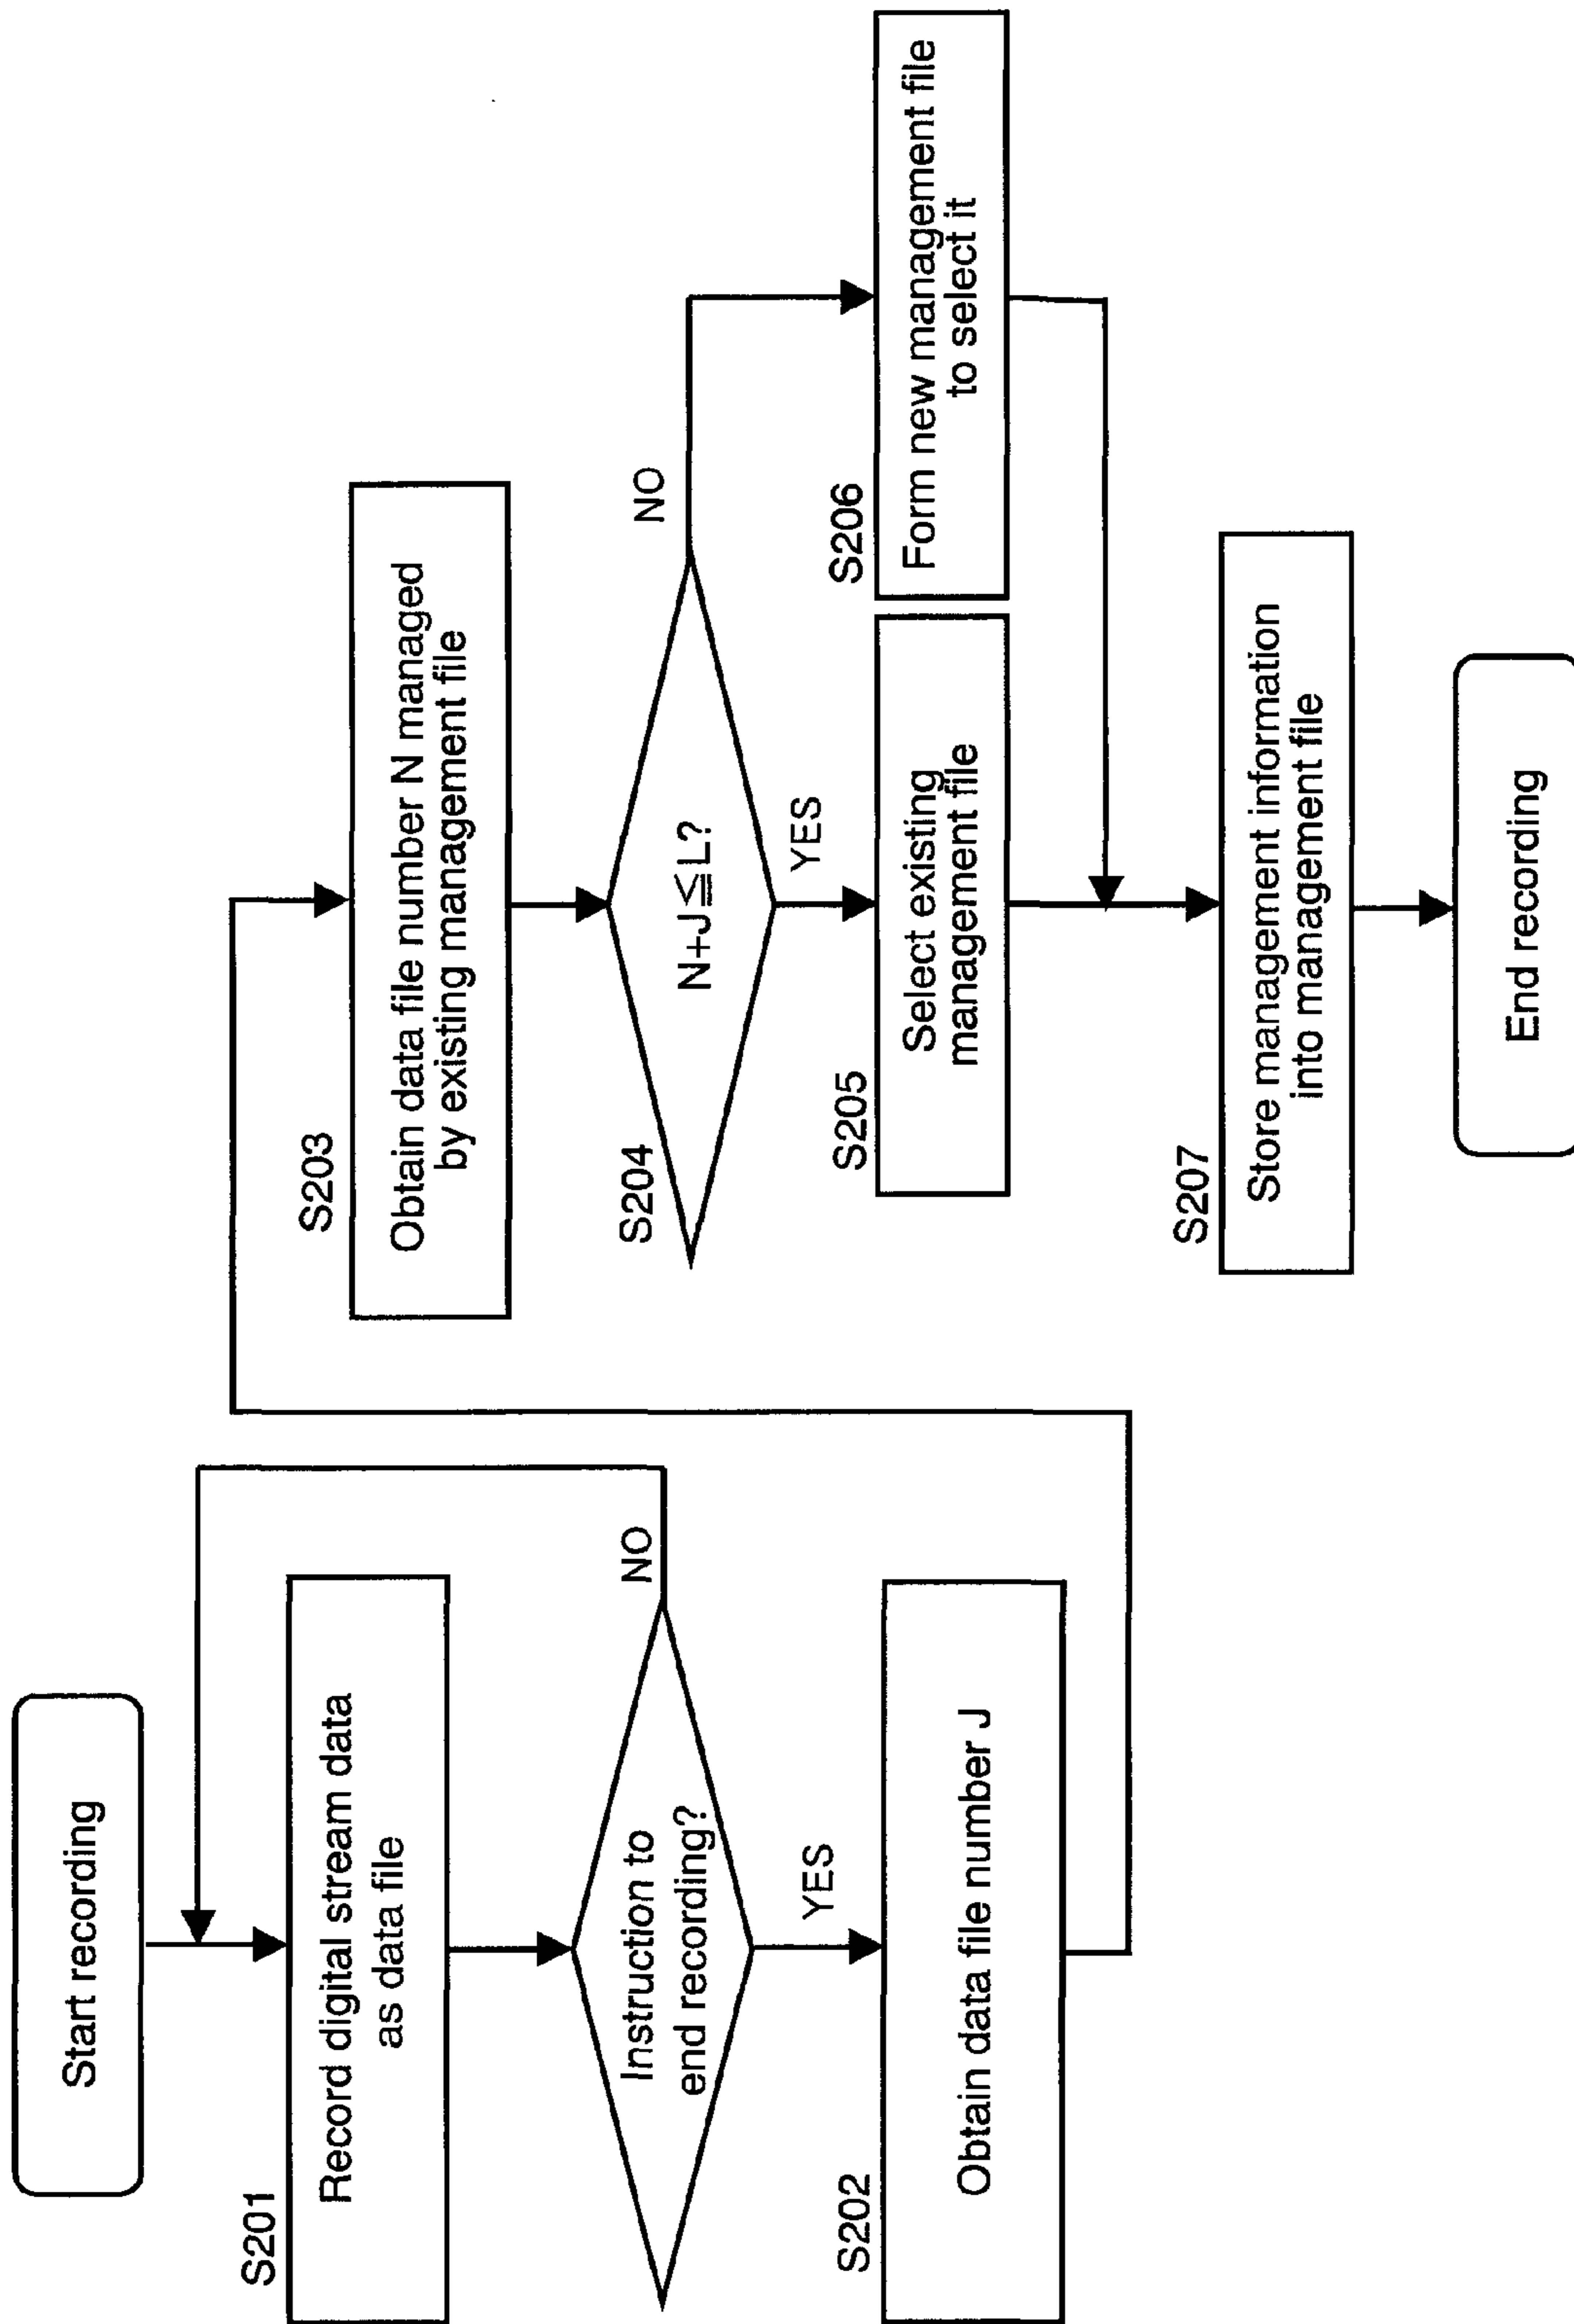 Start recording
S201
Record digital stream data
as data file
Instruction to
end recording?
NO
YES
S202
Obtain data file number J
S203
Obtain data file number N managed
by existing management file
S204
N+J≦L?
NO
YES
S205
Select existing
management file
S206
Form new management file
to select it
S207
Store management information
into management file
End recording